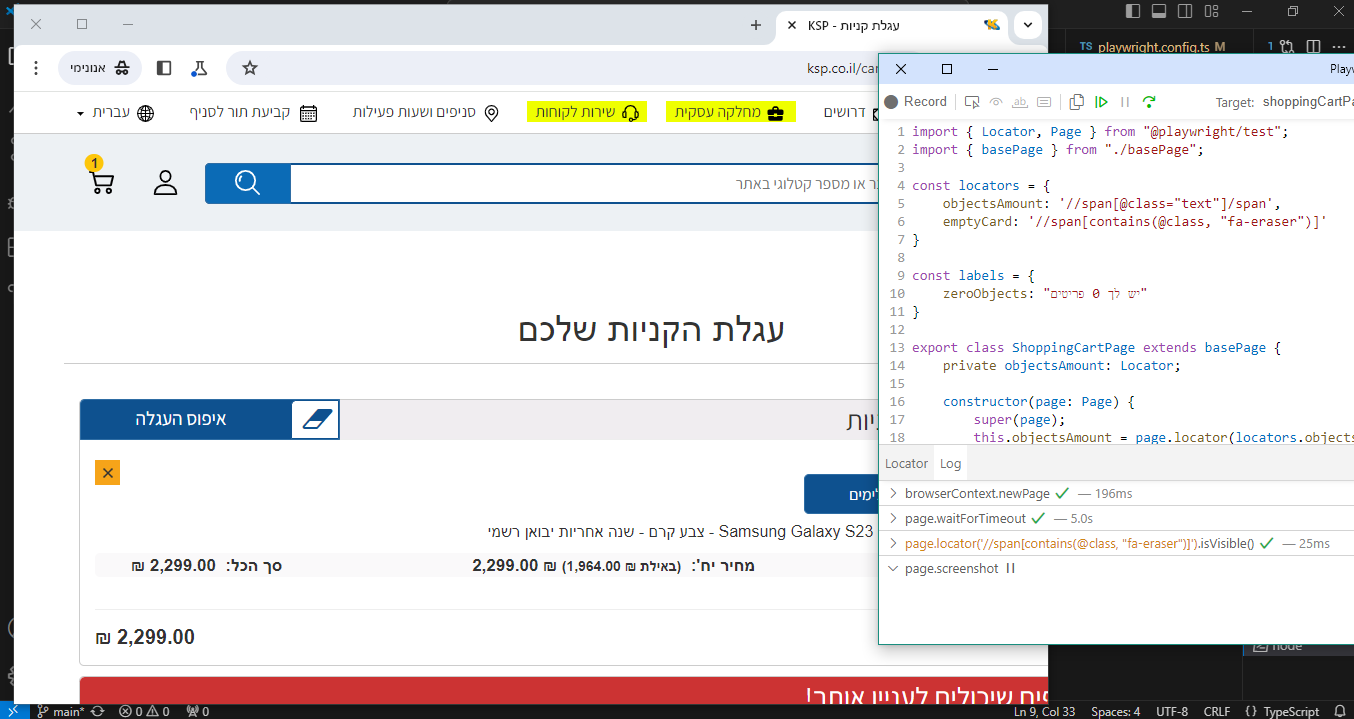 עגלת קניות - KSP
אנונימי
ksp.co.il/car
דרושים
מחלקה עסקית
שירות לקוחות
סניפים ושעות פעילות
קביעת תור לסניף
עברית
1
או מספר קטלוגי באתר
עגלת הקניות שלכם
איפוס העגלה
Samsung Galaxy S23 - צבע קרם - שנה אחריות יבואן רשמי
מחיר יח': 2,299.00 ₪ (באילת 1,964.00 ₪)
סך הכל: 2,299.00 ₪
2,299.00 ₪
שיכולים לעניין אותך!
TS playwright.config.ts M
1
Record
Target: shoppingCartPa
1 import { Locator, Page } from "@playwright/test";
2 import { basePage } from "./basePage";
3
4 const locators = {
5 objectsAmount: '//span[@class="text"]/span',
6 emptyCard: '//span[contains(@class, "fa-eraser")]'
7 }
8
9 const labels = {
10 zeroObjects: "יש לך 0 פריטים"
11 }
12
13 export class ShoppingCartPage extends basePage {
14 private objectsAmount: Locator;
15
16 constructor(page: Page) {
17 super(page);
18 this.objectsAmount = page.locator(locators.objects
Locator Log
browserContext.newPage — 196ms
page.waitForTimeout — 5.0s
page.locator('//span[contains(@class, "fa-eraser")]').isVisible() — 25ms
page.screenshot
node
main* 0 0 0
Ln 9, Col 33 Spaces: 4 UTF-8 CRLF {} TypeScript